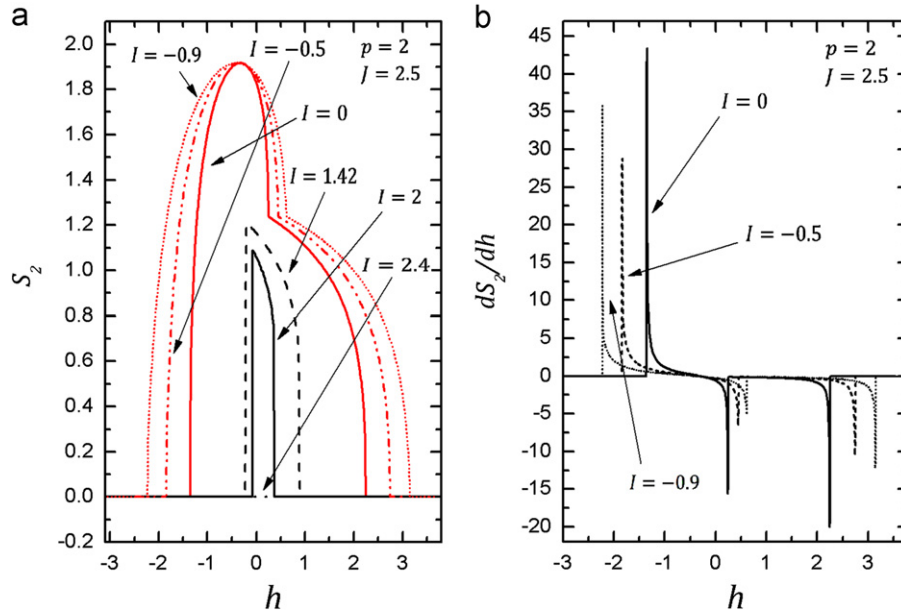 a
b
2.0
1.8
1.6
1.4
1.2
1.0
0.8
0.6
0.4
0.2
0.0
-0.2
S₂
I = −0.9
I = −0.5
p = 2
J = 2.5
I = 0
I = 1.42
I = 2
I = 2.4
-3
-2
-1
0
1
2
3
h
45
40
35
30
25
20
15
10
5
0
-5
-10
-15
-20
dS₂/dh
p = 2
J = 2.5
I = 0
I = −0.5
I = −0.9
-3
-2
-1
0
1
2
3
h